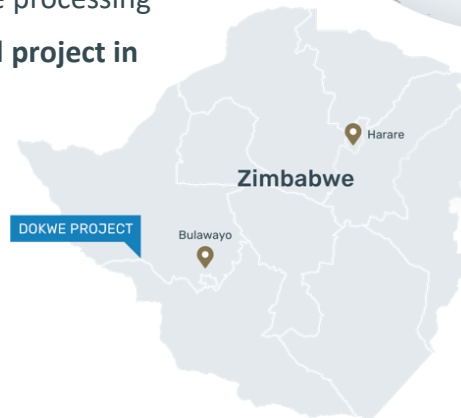 e processing
l project in
Harare
Zimbabwe
DOKWE PROJECT
Bulawayo